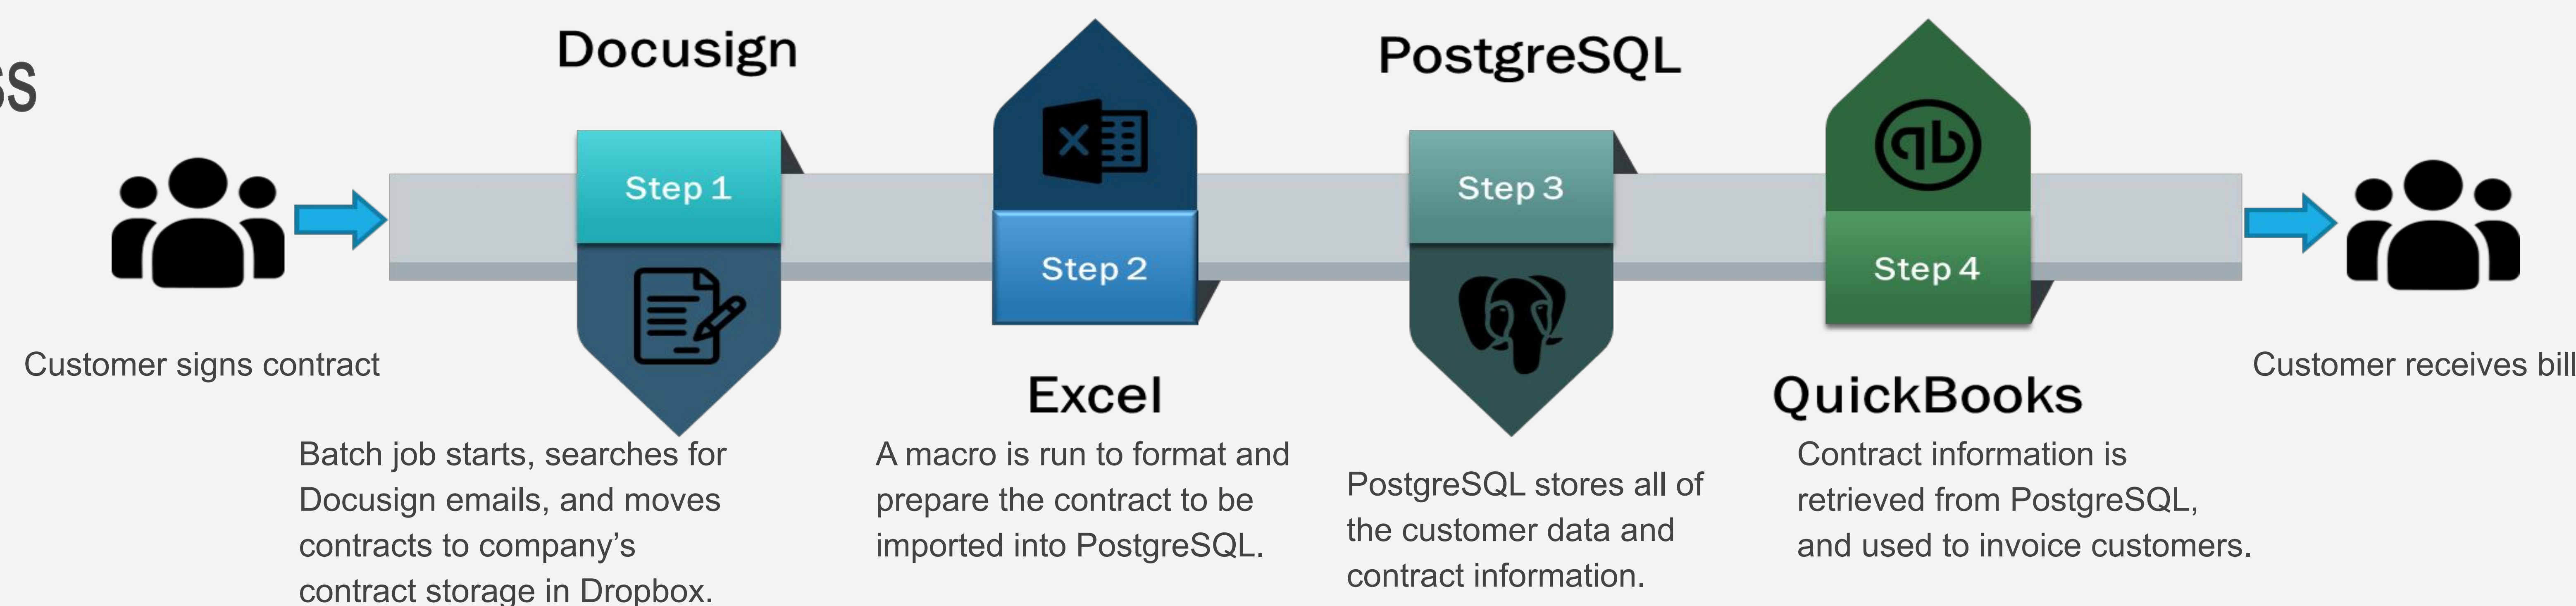 ss
Docusign
PostgreSQL
Step 1
Step 3
Step 2
Step 4
Customer signs contract
Excel
QuickBooks
Customer receives bill
Batch job starts, searches for
Docusign emails, and moves
contracts to company’s
contract storage in Dropbox.
A macro is run to format and
prepare the contract to be
imported into PostgreSQL.
PostgreSQL stores all of
the customer data and
contract information.
Contract information is
retrieved from PostgreSQL,
and used to invoice customers.